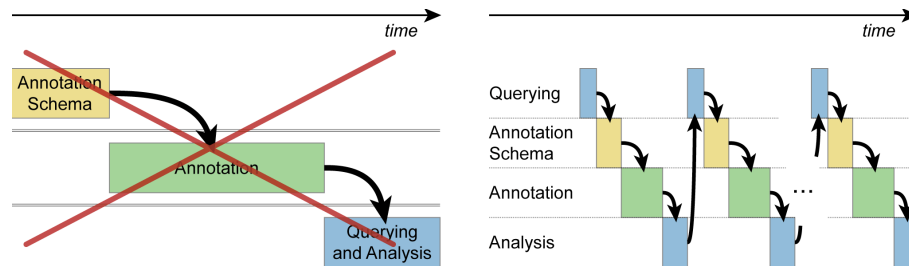 time
Annotation
Schema
Annotation
Querying
and Analysis
time
Querying
Annotation
Schema
Annotation
...
Analysis